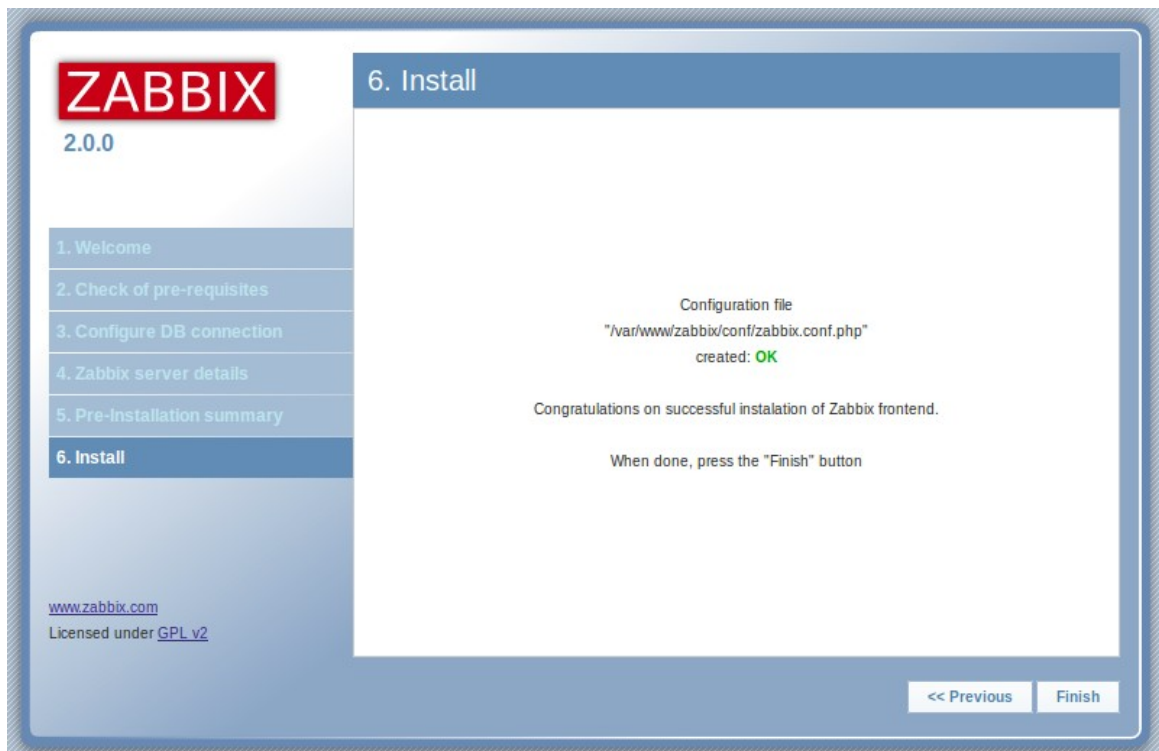 ZABBIX
2.0.0
1. Welcome
2. Check of pre-requisites
3. Configure DB connection
4. Zabbix server details
5. Pre-Installation summary
6. Install
www.zabbix.com
Licensed under GPL v2
6. Install
Configuration file
"/var/www/zabbix/conf/zabbix.conf.php"
created: OK
Congratulations on successful instalation of Zabbix frontend.
When done, press the "Finish" button
<< Previous
Finish